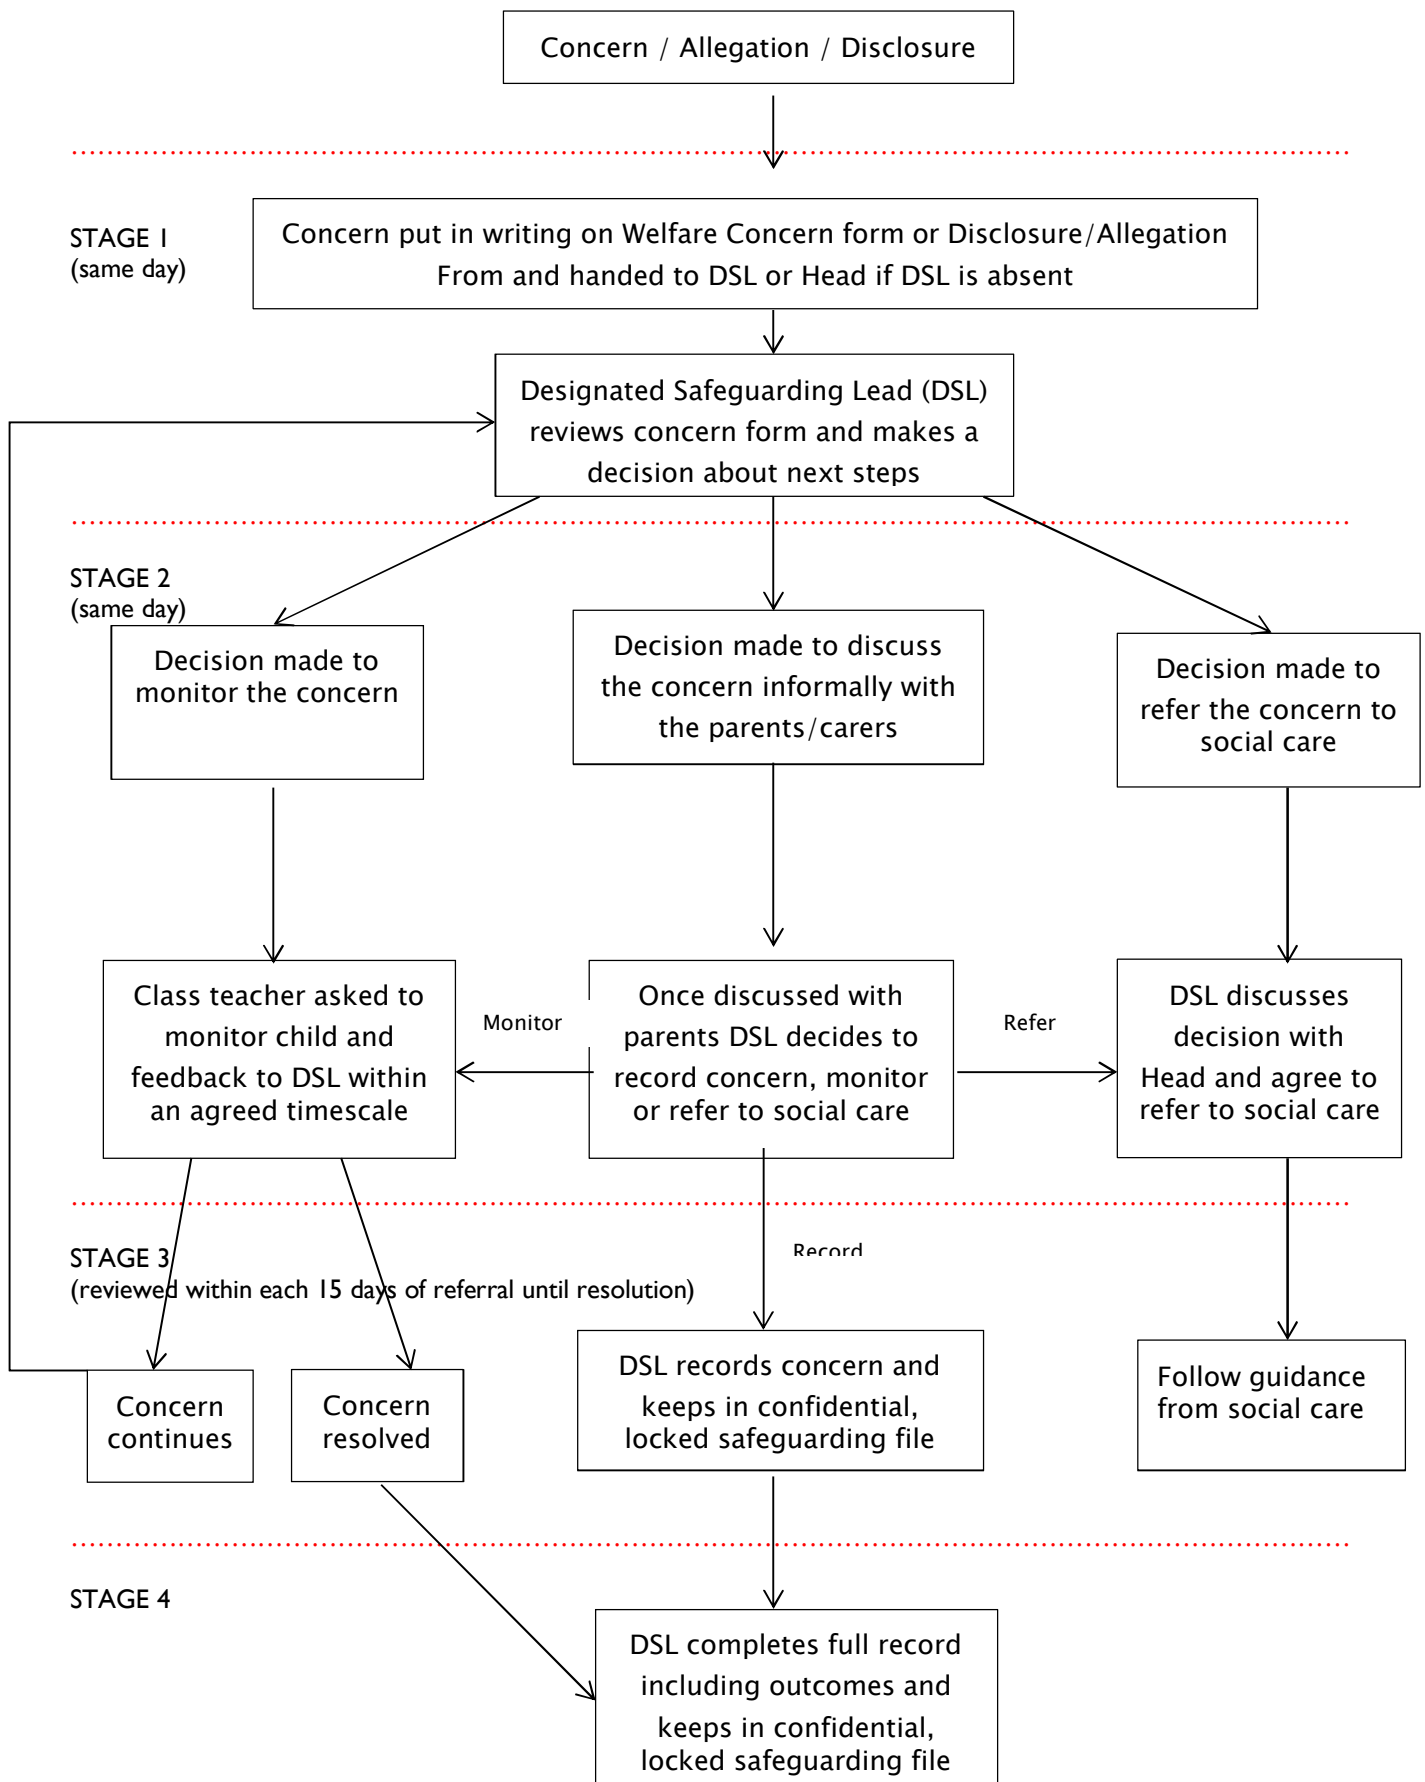 Concern / Allegation / Disclosure
STAGE 1
(same day)
Concern put in writing on Welfare Concern form or Disclosure/Allegation
From and handed to DSL or Head if DSL is absent
Designated Safeguarding Lead (DSL)
reviews concern form and makes a
decision about next steps
STAGE 2
(same day)
Decision made to
monitor the concern
Decision made to discuss
the concern informally with
the parents/carers
Decision made to
refer the concern to
social care
Class teacher asked to
monitor child and
feedback to DSL within
an agreed timescale
Monitor
Once discussed with
parents DSL decides to
record concern, monitor
or refer to social care
Refer
DSL discusses
decision with
Head and agree to
refer to social care
STAGE 3
(reviewed within each 15 days of referral until resolution)
Record
Concern
continues
Concern
resolved
DSL records concern and
keeps in confidential,
locked safeguarding file
Follow guidance
from social care
STAGE 4
DSL completes full record
including outcomes and
keeps in confidential,
locked safeguarding file